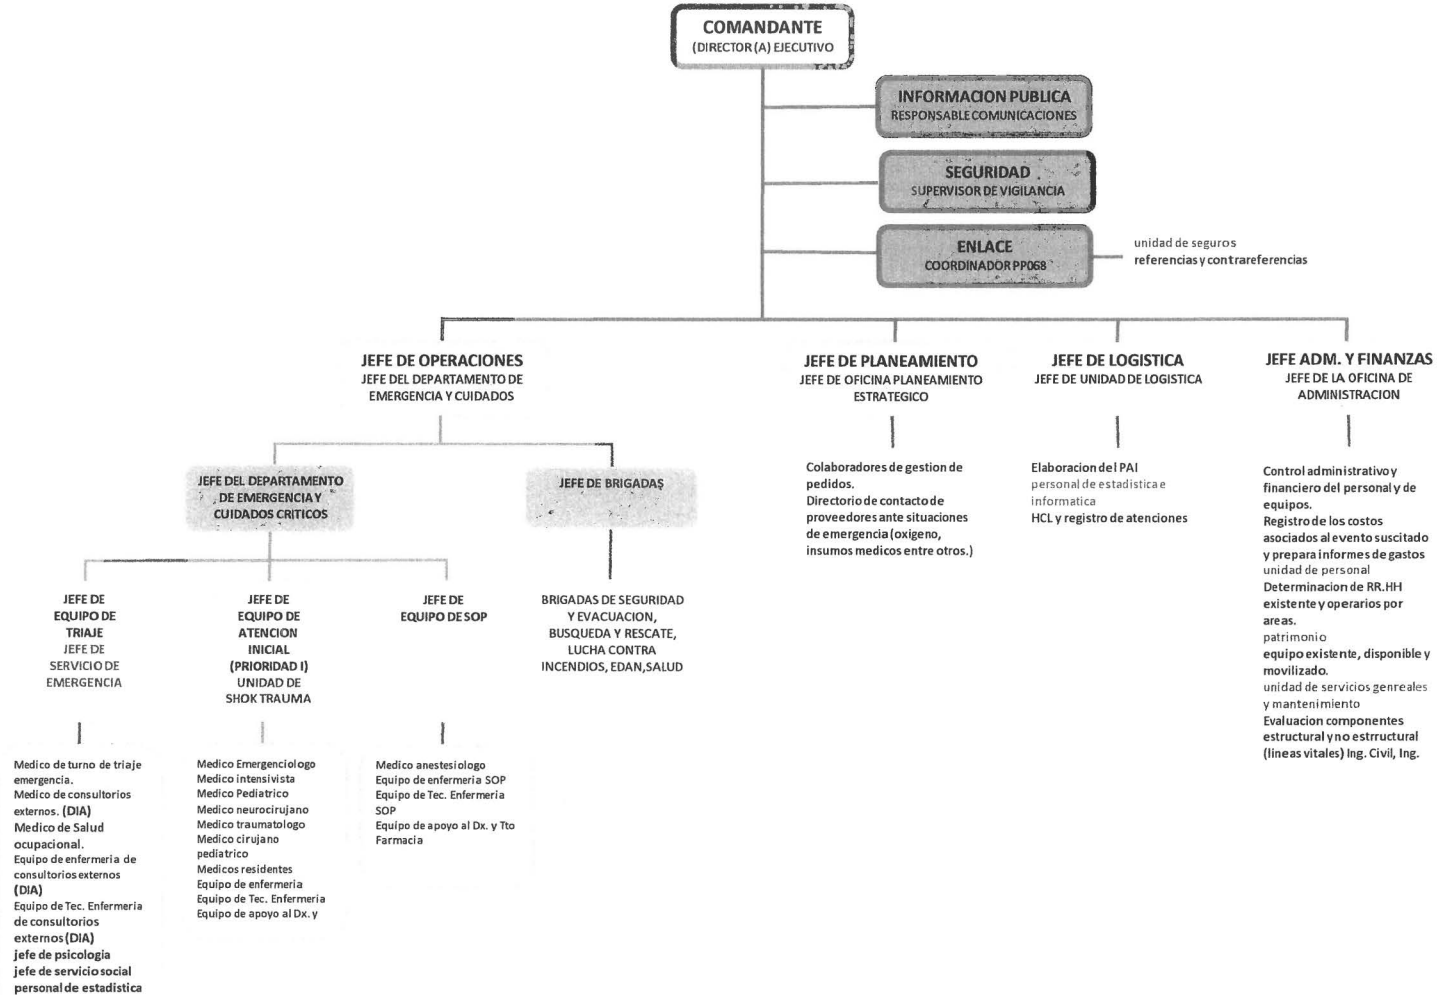 COMANDANTE
(DIRECTOR (A) EJECUTIVO
INFORMACION PUBLICA
RESPONSABLE COMUNICACIONES
SEGURIDAD
SUPERVISOR DE VIGILANCIA
ENLACE
COORDINADOR PP068
unidad de seguros
referencias y contrareferencias
JEFE DE OPERACIONES
JEFE DEL DEPARTAMENTO DE
EMERGENCIA Y CUIDADOS
JEFE DE PLANEAMIENTO
JEFE DE OFICINA PLANEAMIENTO
ESTRATEGICO
JEFE DE LOGISTICA
JEFE DE UNIDAD DE LOGISTICA
JEFE ADM. Y FINANZAS
JEFE DE LA OFICINA DE
ADMINISTRACION
JEFE DEL DEPARTAMENTO
DE EMERGENCIA Y
CUIDADOS CRITICOS
JEFE DE BRIGADAS
Colaboradores de gestion de
pedidos.
Directorio de contacto de
proveedores ante situaciones
de emergencia (oxigeno,
insumos medicos entre otros.)
Elaboracion del PAI
personal de estadistica e
informatica
HCL y registro de atenciones
Control administrativo y
financiero del personal y de
equipos.
Registro de los costos
asociados al evento suscitado
y prepara informes de gastos
unidad de personal
Determinacion de RR.HH
existente y operarios por
areas.
patrimonio
equipo existente, disponible y
movilizado.
unidad de servicios genreales
y mantenimiento
Evaluacion componentes
estructural y no estrructural
(lineas vitales) Ing. Civil, Ing.
JEFE DE
EQUIPO DE
TRIAJE
JEFE DE
SERVICIO DE
EMERGENCIA
JEFE DE
EQUIPO DE
ATENCION
INICIAL
(PRIORIDAD I)
UNIDAD DE
SHOK TRAUMA
JEFE DE
EQUIPO DE SOP
BRIGADAS DE SEGURIDAD
Y EVACUACION,
BUSQUEDA Y RESCATE,
LUCHA CONTRA
INCENDIOS, EDAN,SALUD
Medico de turno de triaje
emergencia.
Medico de consultorios
externos. (DIA)
Medico de Salud
ocupacional.
Equipo de enfermeria de
consultorios externos
(DIA)
Equipo de Tec. Enfermeria
de consultorios
externos (DIA)
jefe de psicologia
jefe de servicio social
personal de estadistica
Medico Emergenciologo
Medico intensivista
Medico Pediatrico
Medico neurocirujano
Medico traumatologo
Medico cirujano
pediatrico
Medicos residentes
Equipo de enfermeria
Equipo de Tec. Enfermeria
Equipo de apoyo al Dx. y
Medico anestesiologo
Equipo de enfermeria SOP
Equipo de Tec. Enfermeria
SOP
Equipo de apoyo al Dx. y Tto
Farmacia